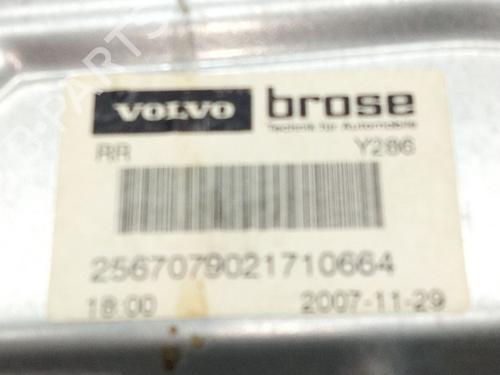 VOLVO brose
Technik für Automobile
RR Y286
2567079021710664
18:00 2007-11-29